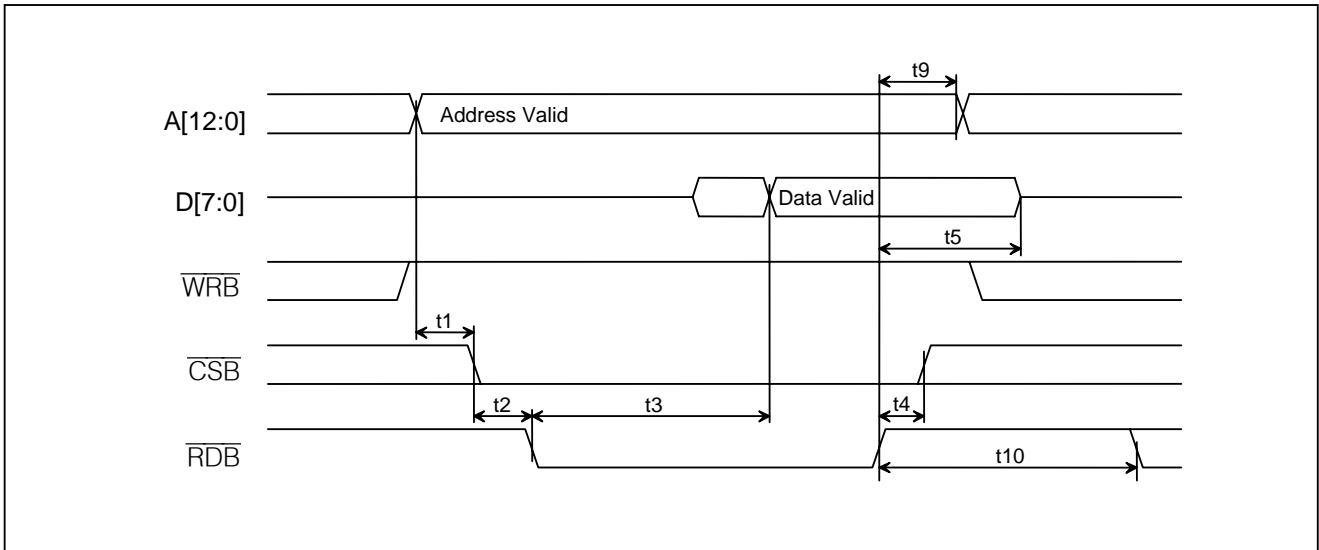 t9
A[12:0] Address Valid
D[7:0] Data Valid
t5
WRB
t1
CSB
t2 t3 t4
RDB
t10